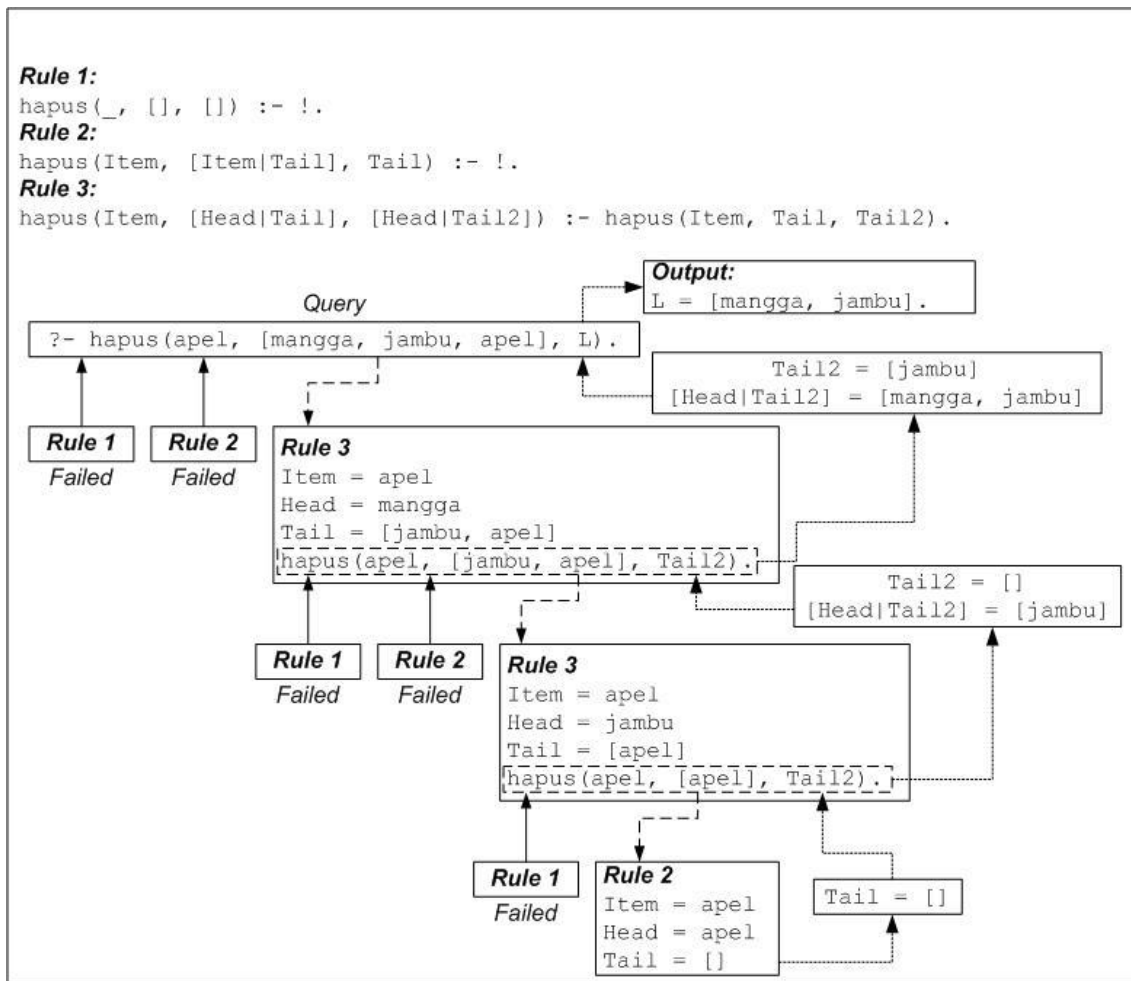 Rule 1:
hapus(_, [], []) :- !.
Rule 2:
hapus(Item, [Item|Tail], Tail) :- !.
Rule 3:
hapus(Item, [Head|Tail], [Head|Tail2]) :- hapus(Item, Tail, Tail2).
Output:
L = [mangga, jambu].
Query
?- hapus(apel, [mangga, jambu, apel], L).
Tail2 = [jambu]
[Head|Tail2] = [mangga, jambu]
Rule 1
Failed
Rule 2
Failed
Rule 3
Item = apel
Head = mangga
Tail = [jambu, apel]
hapus(apel, [jambu, apel], Tail2).
Tail2 = []
[Head|Tail2] = [jambu]
Rule 1
Failed
Rule 2
Failed
Rule 3
Item = apel
Head = jambu
Tail = [apel]
hapus(apel, [apel], Tail2).
Rule 1
Failed
Rule 2
Item = apel
Head = apel
Tail = []
Tail = []